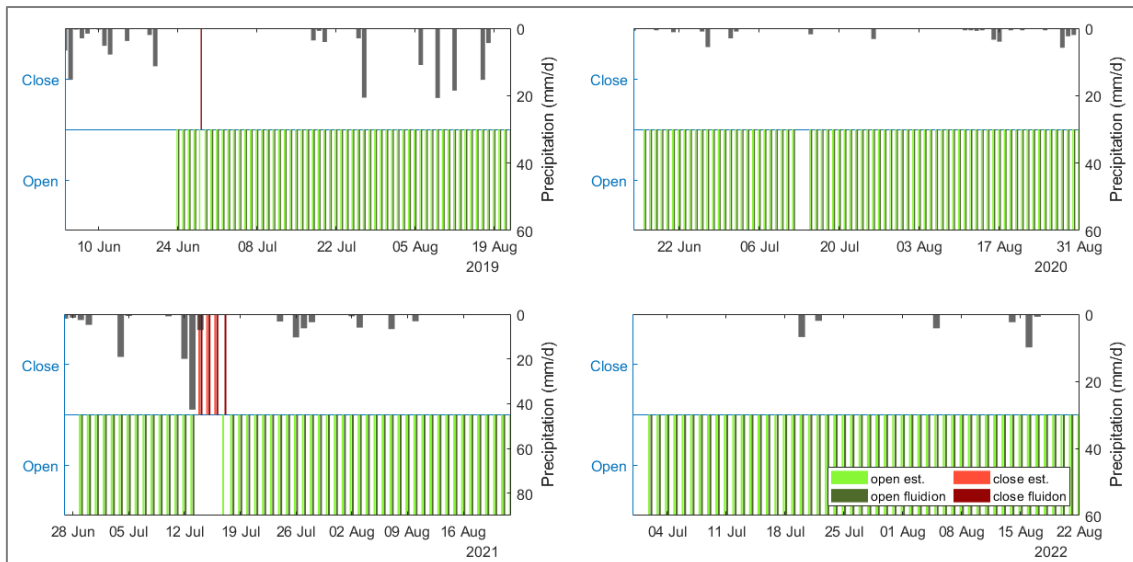 0
20
40
60
Close
Open
Precipitation (mm/d)
10 Jun 24 Jun 08 Jul 22 Jul 05 Aug 19 Aug
2019
0
20
40
60
Close
Open
Precipitation (mm/d)
22 Jun 06 Jul 20 Jul 03 Aug 17 Aug 31 Aug
2020
0
20
40
60
80
Close
Open
Precipitation (mm/d)
28 Jun 05 Jul 12 Jul 19 Jul 26 Jul 02 Aug 09 Aug 16 Aug
2021
0
20
40
60
Close
Open
Precipitation (mm/d)
open est. close est.
open fluidion close fluidon
04 Jul 11 Jul 18 Jul 25 Jul 01 Aug 08 Aug 15 Aug 22 Aug
2022